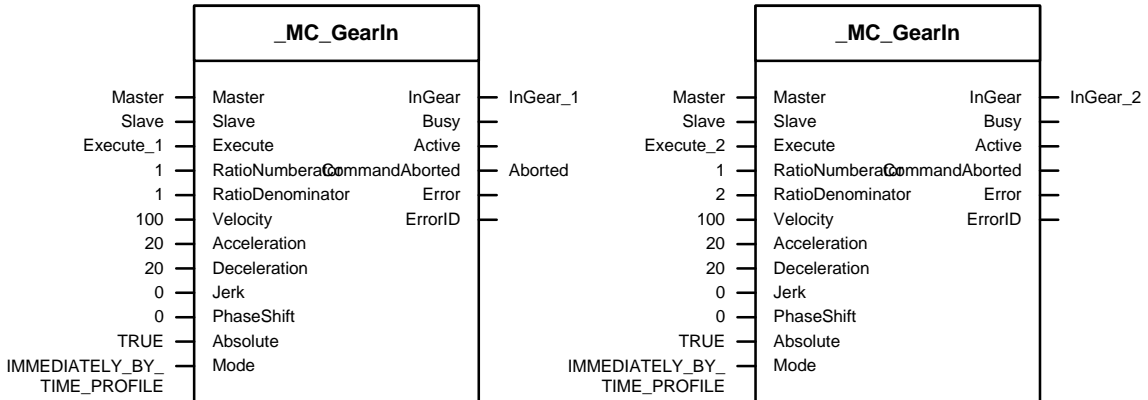 _MC_GearIn
Master Master InGear InGear_1
Slave Slave Busy
Execute_1 Execute Active
1 RatioNumberator CommandAborted Aborted
1 RatioDenominator Error
100 Velocity ErrorID
20 Acceleration
20 Deceleration
0 Jerk
0 PhaseShift
TRUE Absolute
IMMEDIATELY_BY_ Mode
TIME_PROFILE
_MC_GearIn
Master Master InGear InGear_2
Slave Slave Busy
Execute_2 Execute Active
1 RatioNumberator CommandAborted
2 RatioDenominator Error
100 Velocity ErrorID
20 Acceleration
20 Deceleration
0 Jerk
0 PhaseShift
TRUE Absolute
IMMEDIATELY_BY_ Mode
TIME_PROFILE